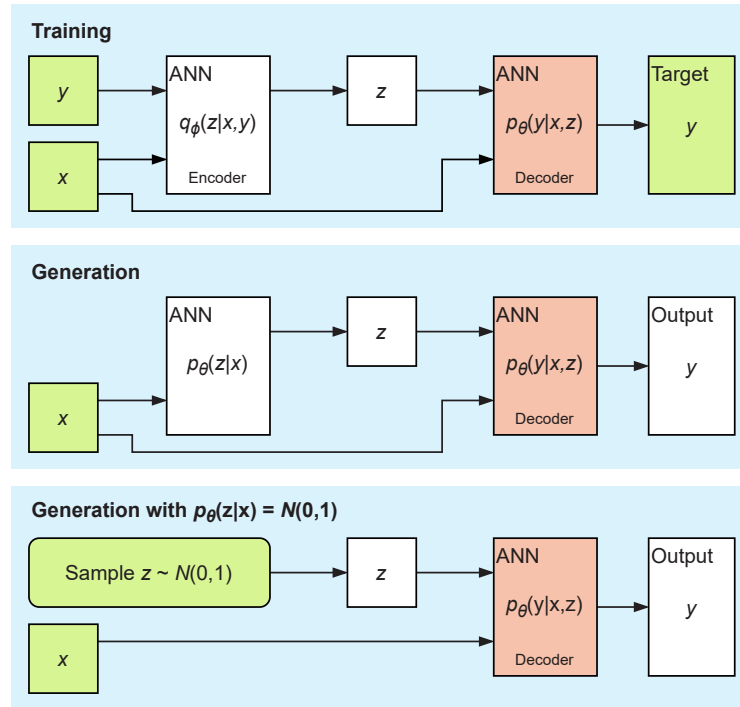 Training
y
ANN
qϕ(z|x,y)
Encoder
z
ANN
pθ(y|x,z)
Decoder
Target
y
x
Generation
ANN
pθ(z|x)
z
ANN
pθ(y|x,z)
Decoder
Output
y
x
Generation with pθ(z|x) = N(0,1)
Sample z ~ N(0,1)
z
ANN
pθ(y|x,z)
Decoder
Output
y
x